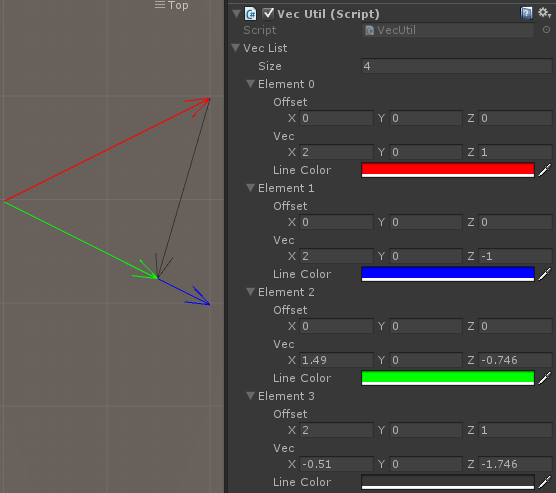 Top
Vec Util (Script)
Script VecUtil
Vec List
Size 4
Element 0
Offset
X 0 Y 0 Z 0
Vec
X 2 Y 0 Z 1
Line Color
Element 1
Offset
X 0 Y 0 Z 0
Vec
X 2 Y 0 Z -1
Line Color
Element 2
Offset
X 0 Y 0 Z 0
Vec
X 1.49 Y 0 Z -0.746
Line Color
Element 3
Offset
X 2 Y 0 Z 1
Vec
X -0.51 Y 0 Z -1.746
Line Color